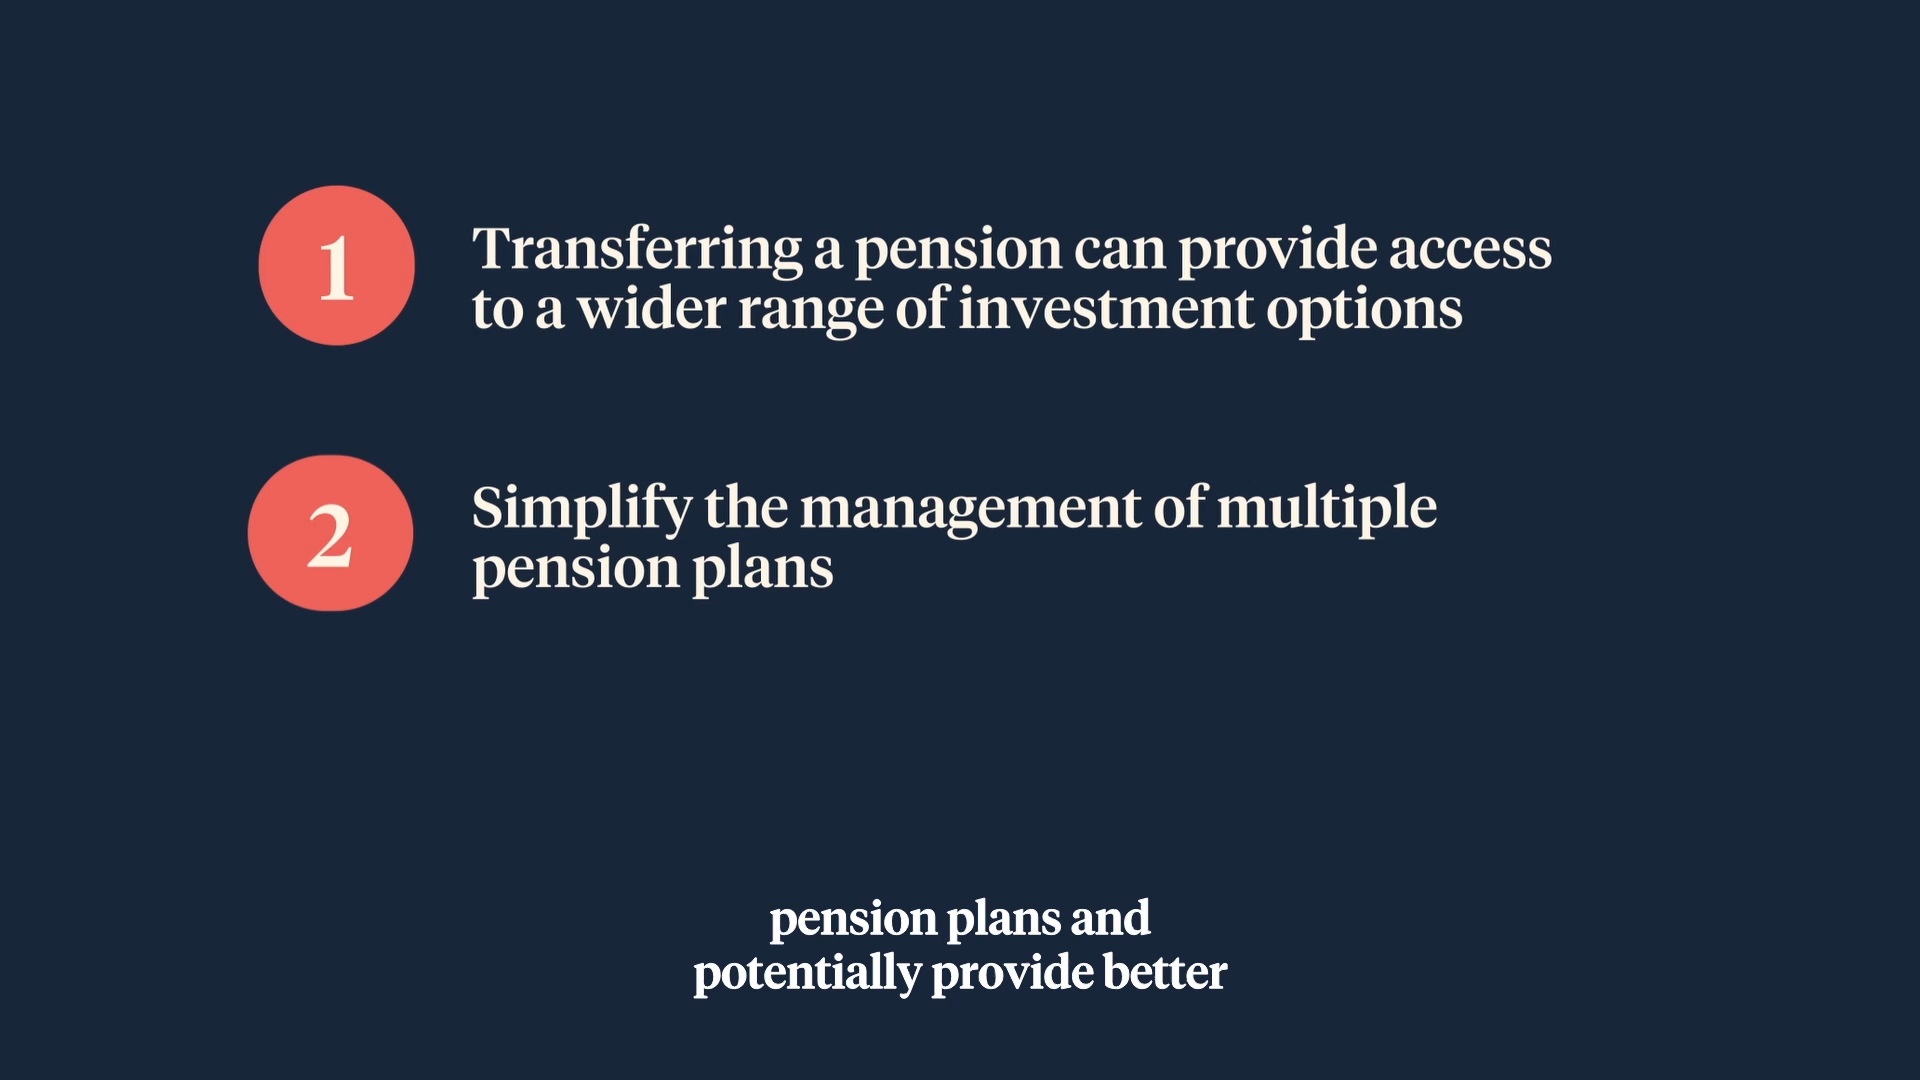 1
Transferring a pension can provide access
to a wider range of investment options
2
Simplify the management of multiple
pension plans
pension plans and
potentially provide better